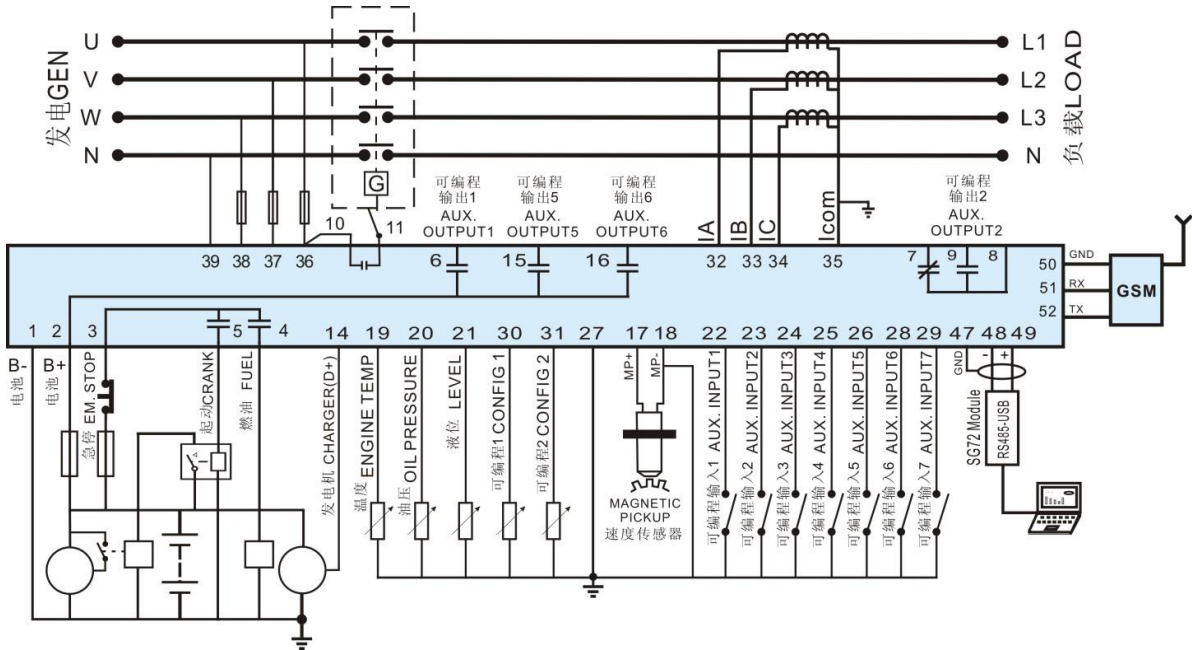 发电GEN
U
V
W
N
L1
L2
L3
N
负载LOAD
G
可编程
输出1
AUX.
OUTPUT1
可编程
输出5
AUX.
OUTPUT5
可编程
输出6
AUX.
OUTPUT6
IA
IB
IC
Icom
可编程
输出2
AUX.
OUTPUT2
39
38
37
36
10
11
6
15
16
32
33
34
35
7
9
8
50
GND
51
RX
52
TX
GSM
1
2
3
5
4
14
19
20
21
30
31
27
17
18
22
23
24
25
26
28
29
47
48
49
B-
电池
B+
电池
EM. STOP
急停
起动CRANK
燃油 FUEL
发电机 CHARGER(D+)
温度 ENGINE TEMP
油压 OIL PRESSURE
液位 LEVEL
可编程1 CONFIG 1
可编程2 CONFIG 2
MP+
MP-
MAGNETIC
PICKUP
速度传感器
可编程输入1 AUX. INPUT1
可编程输入2 AUX. INPUT2
可编程输入3 AUX. INPUT3
可编程输入4 AUX. INPUT4
可编程输入5 AUX. INPUT5
可编程输入6 AUX. INPUT6
可编程输入7 AUX. INPUT7
GND
-
+
SG72 Module
RS485-USB